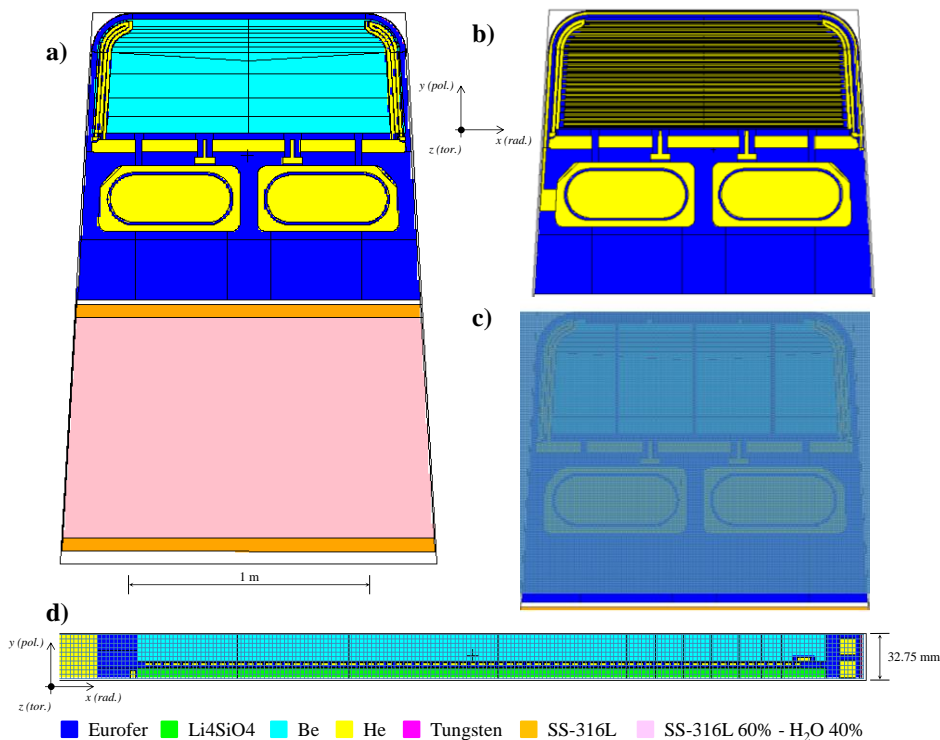 a)
b)
y (pol.)
x (rad.)
z (tor.)
c)
1 m
d)
y (pol.)
32.75 mm
x (rad.)
z (tor.)
Eurofer Li4SiO4 Be He Tungsten SS-316L SS-316L 60% - H₂O 40%